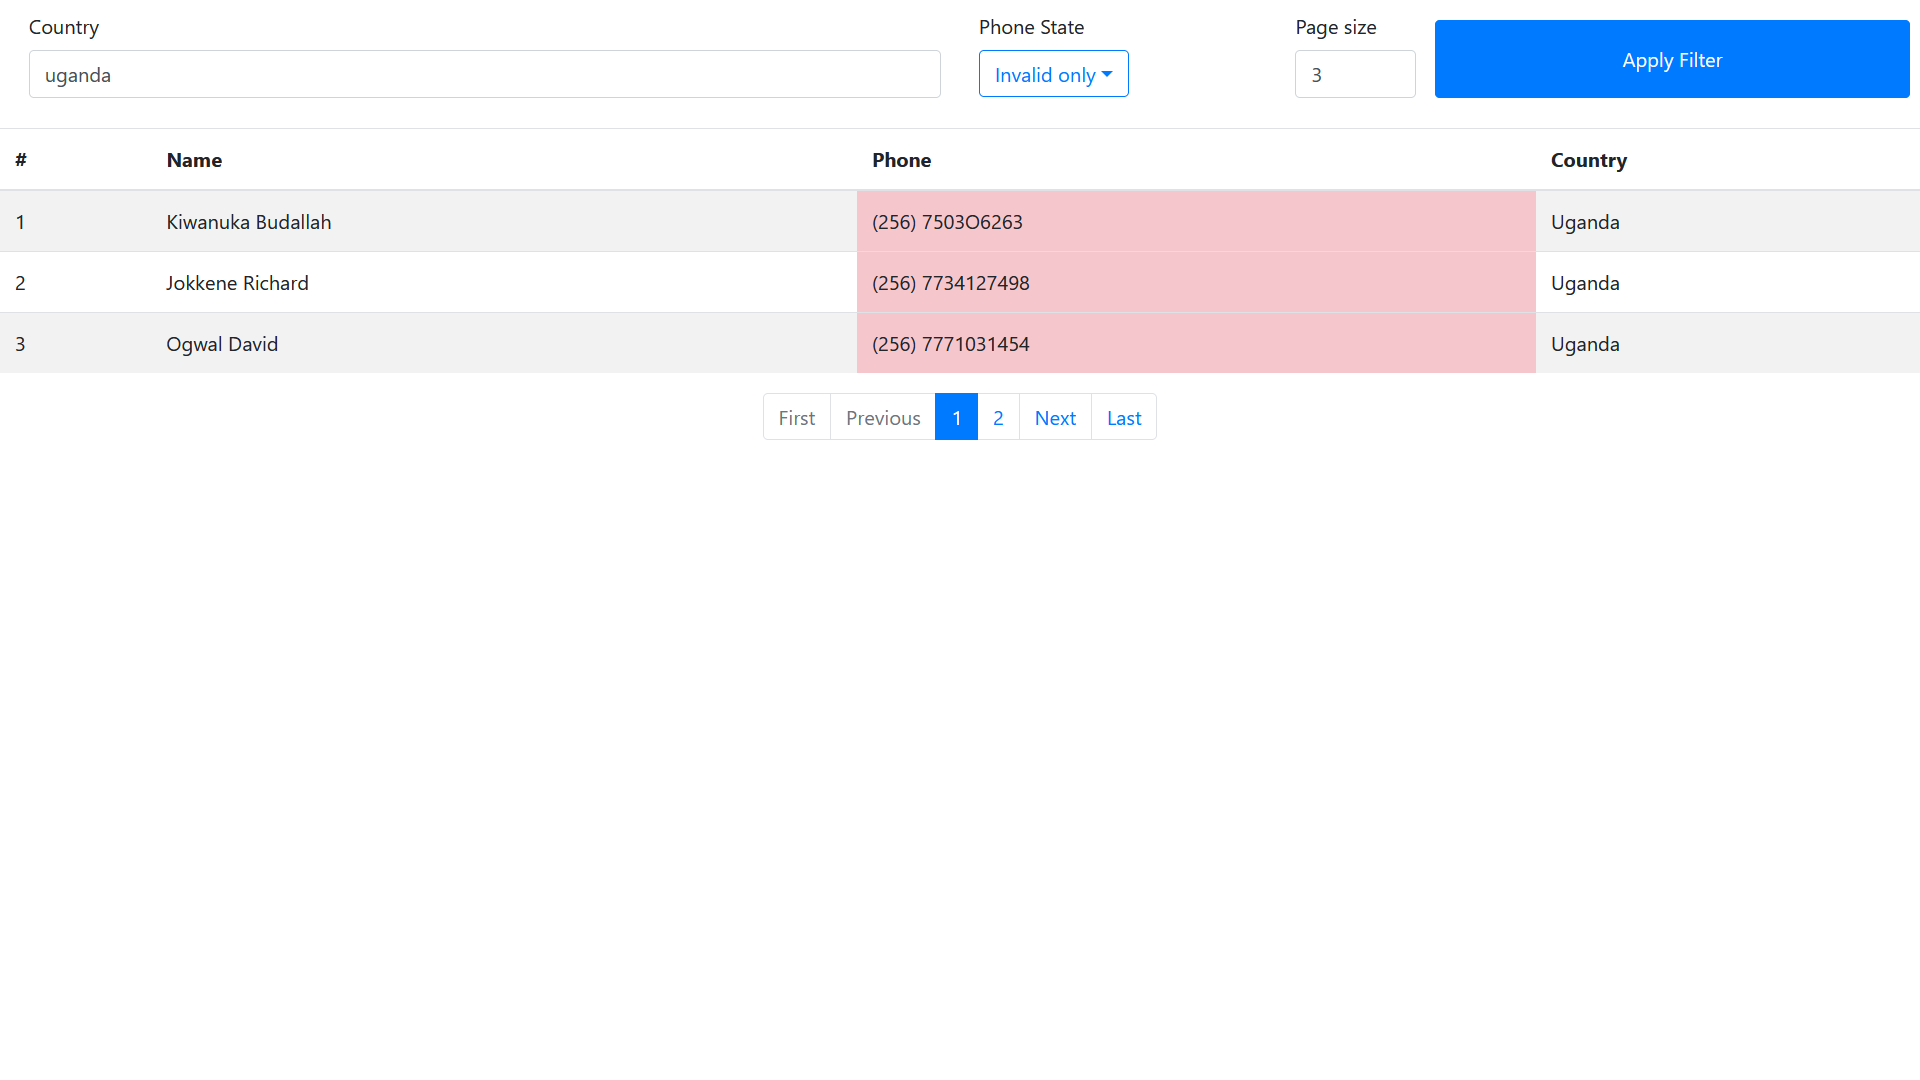 Country Phone State Page size
uganda Invalid only 3 Apply Filter
# Name Phone Country
1 Kiwanuka Budallah (256) 7503O6263 Uganda
2 Jokkene Richard (256) 7734127498 Uganda
3 Ogwal David (256) 7771031454 Uganda
First Previous 1 2 Next Last